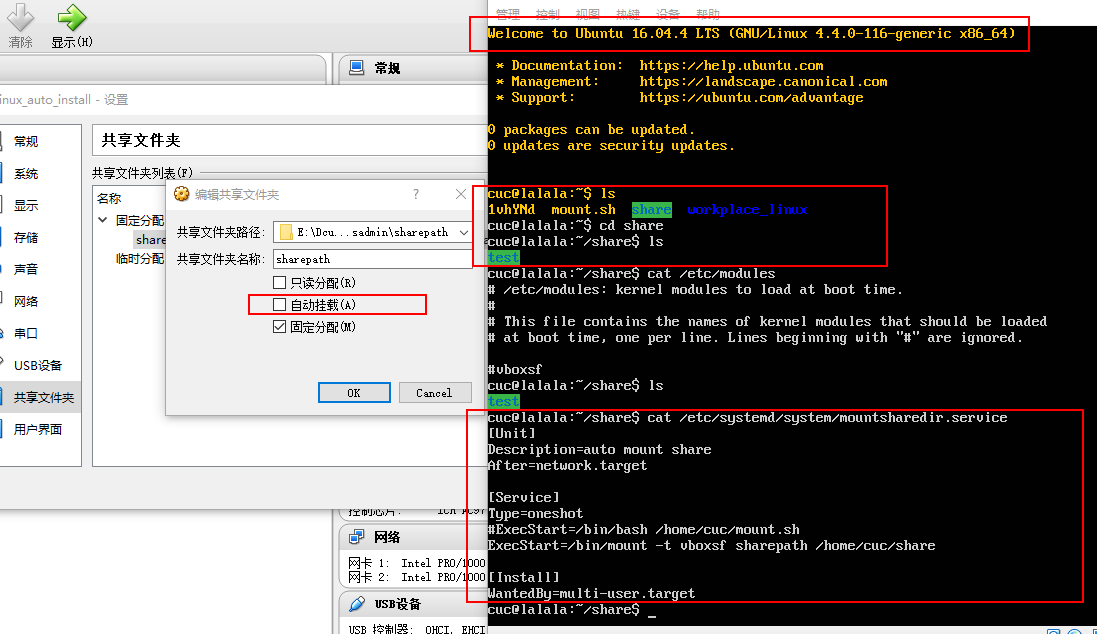 清除
显示(H)
常规
inux_auto_install - 设置
常规
系统
显示
存储
声音
网络
串口
USB设备
共享文件夹
用户界面
共享文件夹
共享文件夹列表(F)
名称
固定分配
share
临时分配
编辑共享文件夹
?
共享文件夹路径:
E:\Dcu...sadmin\sharepath
共享文件夹名称:
sharepath
只读分配(R)
自动挂载(A)
固定分配(M)
OK
Cancel
控制芯片: ICH AC97
网络
网卡 1: Intel PRO/1000
网卡 2: Intel PRO/1000
USB设备
USB 控制器: OHCI, EHCI
管理 控制 视图 热键 设备 帮助
Welcome to Ubuntu 16.04.4 LTS (GNU/Linux 4.4.0-116-generic x86_64)
* Documentation: https://help.ubuntu.com
* Management: https://landscape.canonical.com
* Support: https://ubuntu.com/advantage
0 packages can be updated.
0 updates are security updates.
cuc@lalala:~$ ls
1vhYNd mount.sh share workplace_linux
cuc@lalala:~$ cd share
cuc@lalala:~/share$ ls
test
cuc@lalala:~/share$ cat /etc/modules
# /etc/modules: kernel modules to load at boot time.
#
# This file contains the names of kernel modules that should be loaded
# at boot time, one per line. Lines beginning with "#" are ignored.
#vboxsf
cuc@lalala:~/share$ ls
test
cuc@lalala:~/share$ cat /etc/systemd/system/mountsharedir.service
[Unit]
Description=auto mount share
After=network.target
[Service]
Type=oneshot
#ExecStart=/bin/bash /home/cuc/mount.sh
ExecStart=/bin/mount -t vboxsf sharepath /home/cuc/share
[Install]
WantedBy=multi-user.target
cuc@lalala:~/share$ _